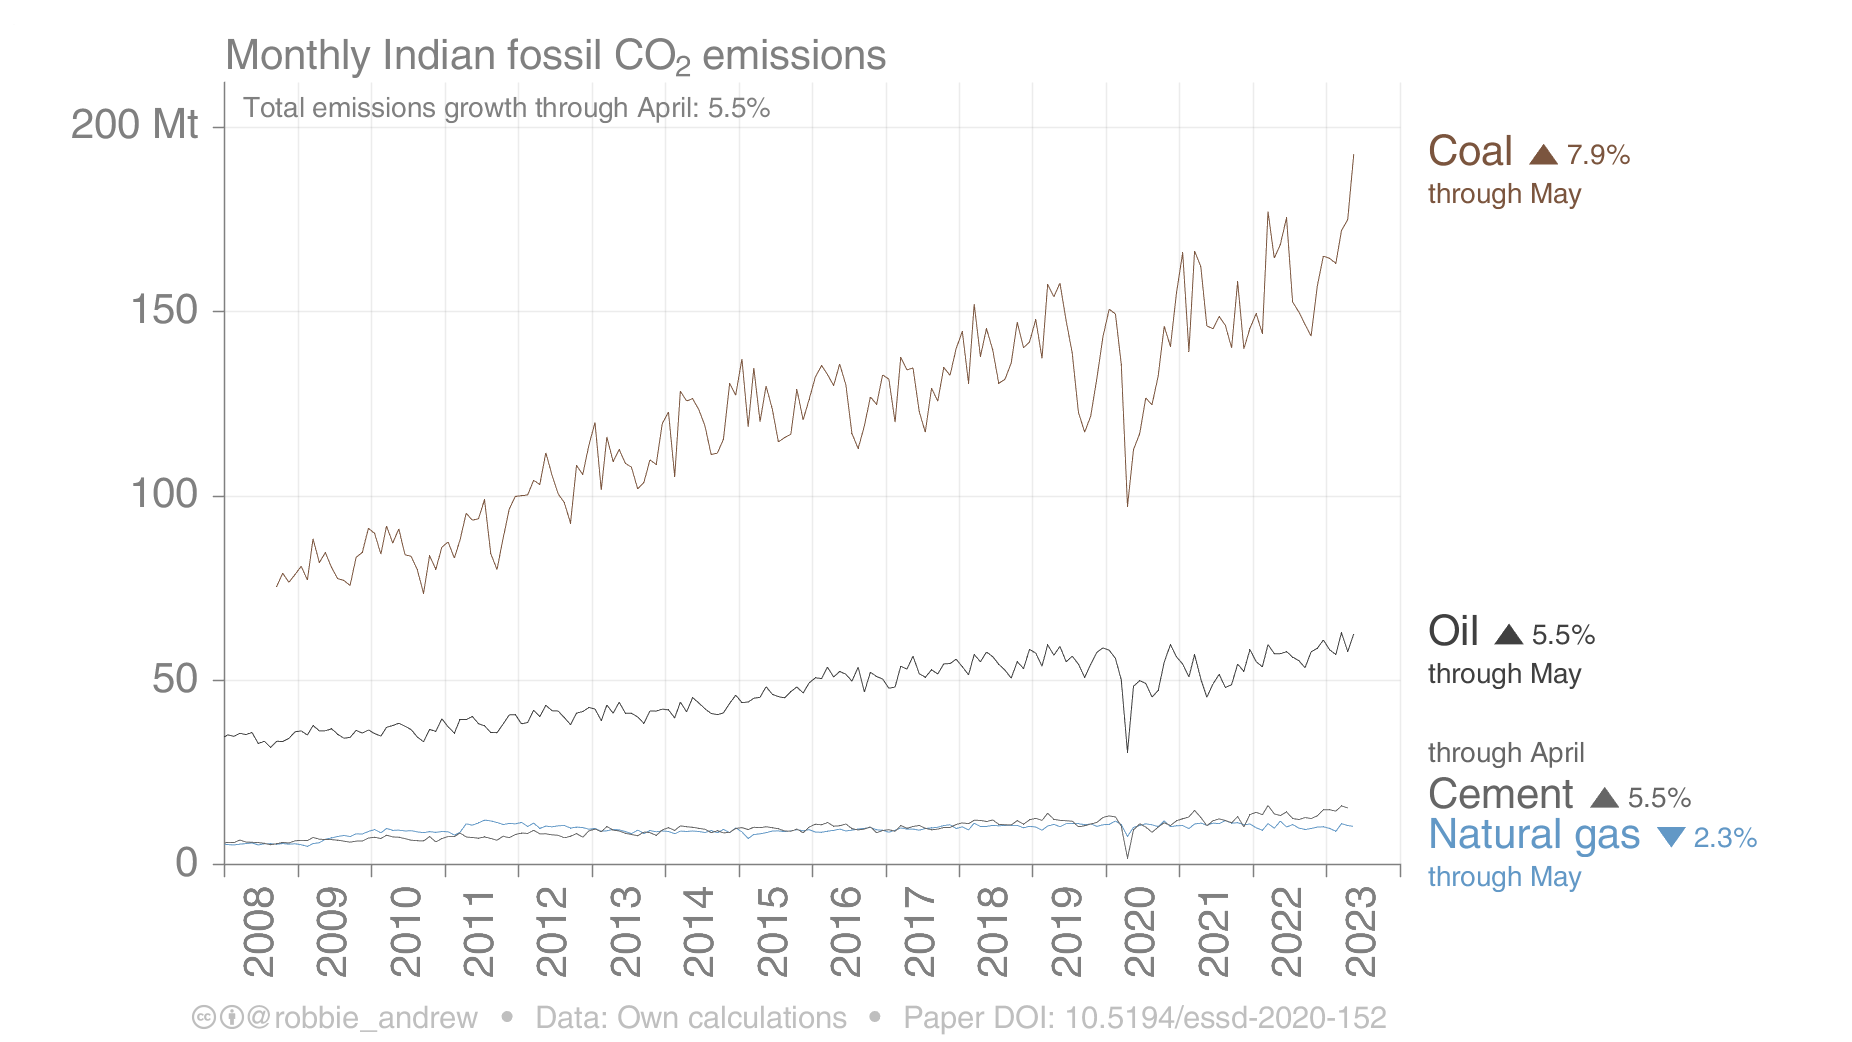 Monthly Indian fossil CO₂ emissions
Total emissions growth through April: 5.5%
200 Mt
150
100
50
0
Coal ▲ 7.9%
through May
Oil ▲ 5.5%
through May
through April
Cement ▲ 5.5%
Natural gas ▼ 2.3%
through May
2008 2009 2010 2011 2012 2013 2014 2015 2016 2017 2018 2019 2020 2021 2022 2023
@robbie_andrew • Data: Own calculations • Paper DOI: 10.5194/essd-2020-152